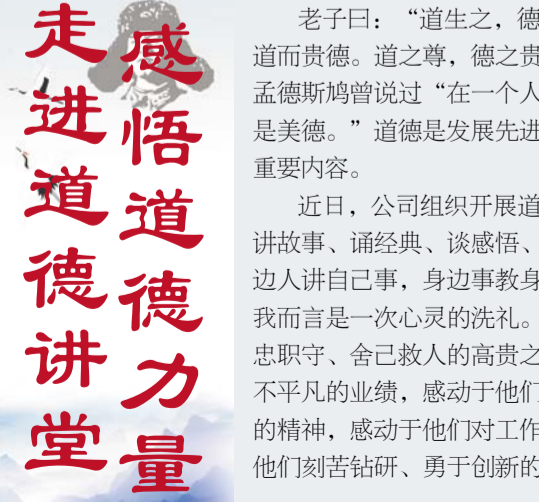 走进道德讲堂
感悟道德力量
老子曰：“道生之，德
道而贵德。道之尊，德之贵
孟德斯鸠曾说过“在一个人
是美德。”道德是发展先进
重要内容。
近日，公司组织开展道
讲故事、诵经典、谈感悟、
边人讲自己事，身边事教身
我而言是一次心灵的洗礼。
忠职守、舍己救人的高贵之
不平凡的业绩，感动于他们
的精神，感动于他们对工作
他们刻苦钻研、勇于创新的